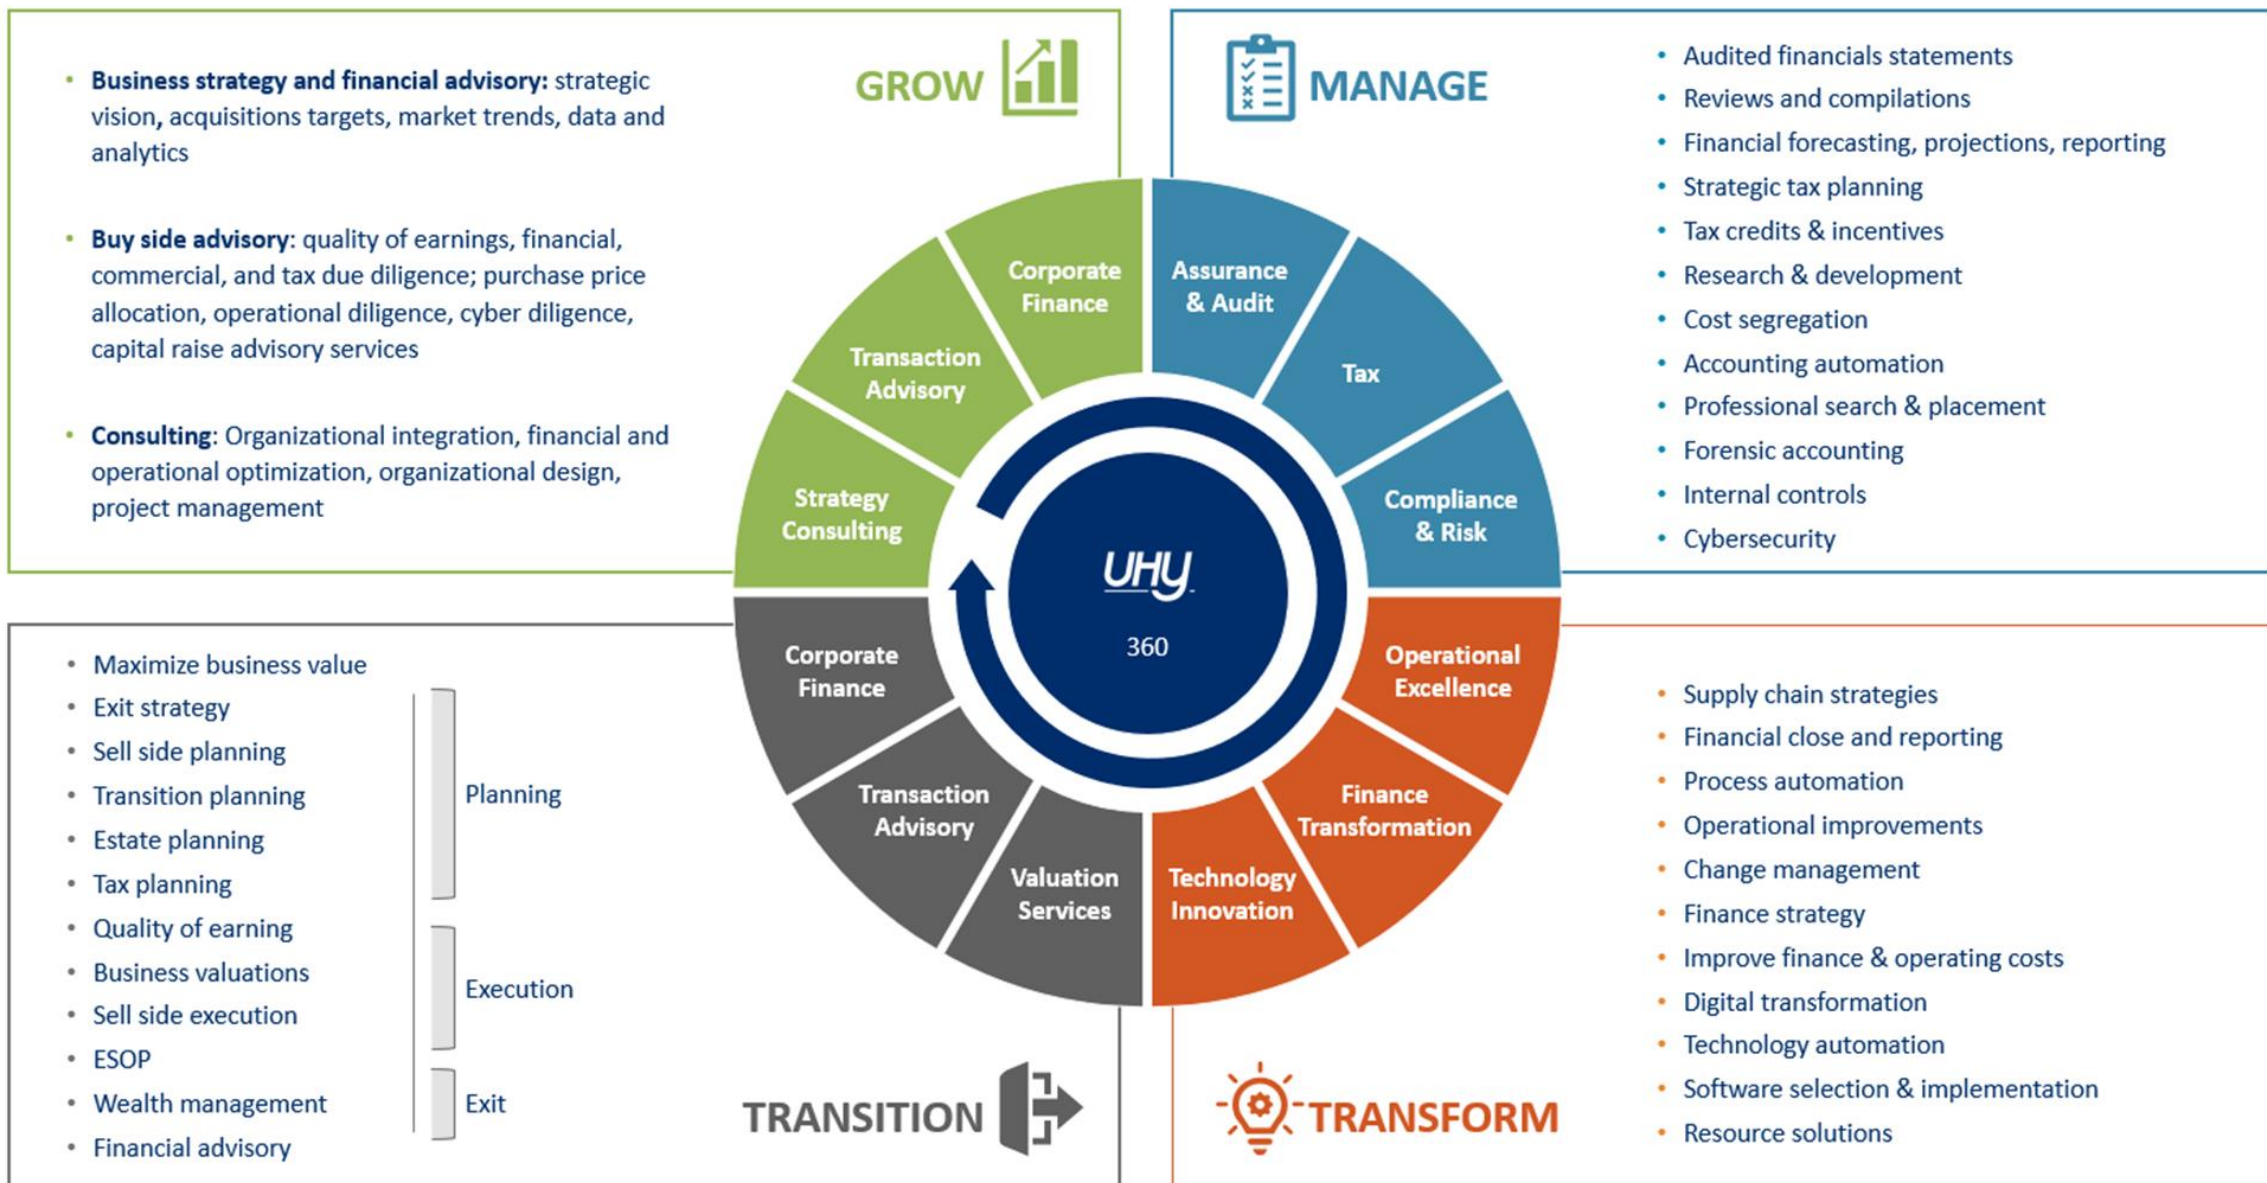 GROW
• Business strategy and financial advisory: strategic
vision, acquisitions targets, market trends, data and
analytics
• Buy side advisory: quality of earnings, financial,
commercial, and tax due diligence; purchase price
allocation, operational diligence, cyber diligence,
capital raise advisory services
• Consulting: Organizational integration, financial and
operational optimization, organizational design,
project management
MANAGE
• Audited financials statements
• Reviews and compilations
• Financial forecasting, projections, reporting
• Strategic tax planning
• Tax credits & incentives
• Research & development
• Cost segregation
• Accounting automation
• Professional search & placement
• Forensic accounting
• Internal controls
• Cybersecurity
Corporate
Finance
Transaction
Advisory
Strategy
Consulting
Assurance
& Audit
Tax
Compliance
& Risk
UHY
360
Corporate
Finance
Transaction
Advisory
Valuation
Services
Operational
Excellence
Finance
Transformation
Technology
Innovation
• Maximize business value
• Exit strategy
• Sell side planning
• Transition planning
• Estate planning
• Tax planning
• Quality of earning
• Business valuations
• Sell side execution
• ESOP
• Wealth management
• Financial advisory
Planning
Execution
Exit
TRANSITION
TRANSFORM
• Supply chain strategies
• Financial close and reporting
• Process automation
• Operational improvements
• Change management
• Finance strategy
• Improve finance & operating costs
• Digital transformation
• Technology automation
• Software selection & implementation
• Resource solutions